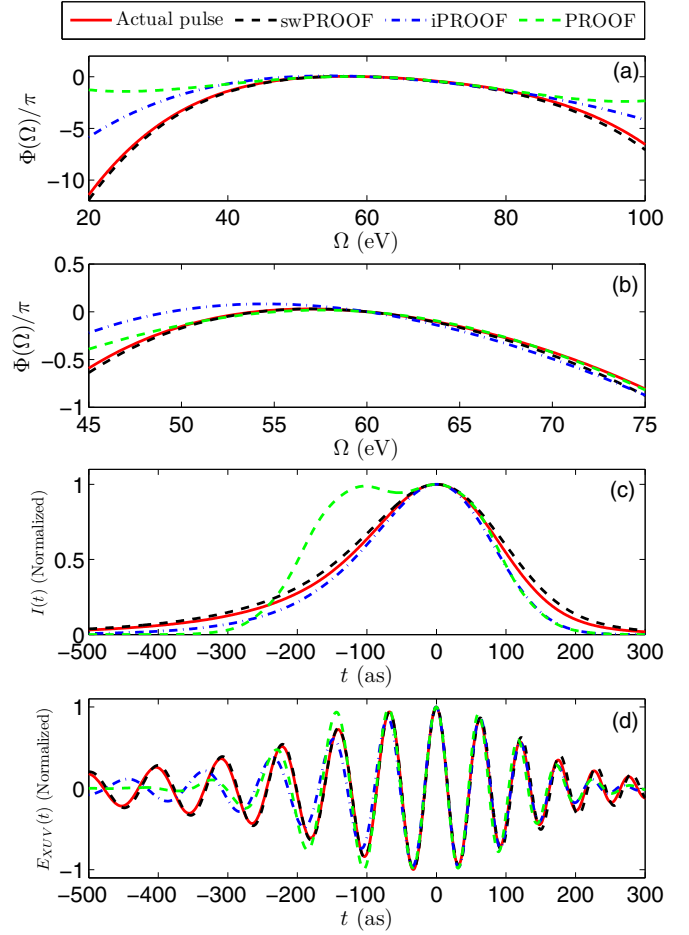 Actual pulse swPROOF iPROOF PROOF
(a)
0
−5
−10
Φ(Ω)/π
20 40 60 80 100
Ω (eV)
(b)
0.5
0
−0.5
−1
Φ(Ω)/π
45 50 55 60 65 70 75
Ω (eV)
(c)
1
0.5
0
I(t) (Normalized)
−500 −400 −300 −200 −100 0 100 200 300
t (as)
(d)
1
0
−1
E_XUV(t) (Normalized)
−500 −400 −300 −200 −100 0 100 200 300
t (as)